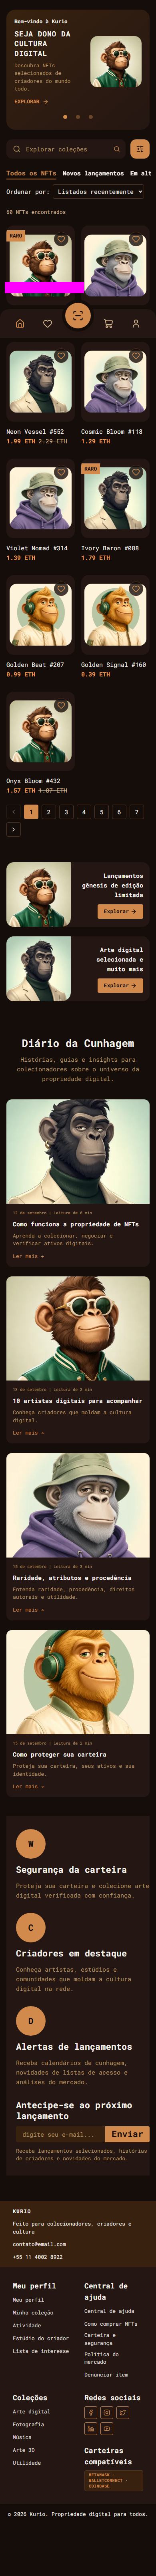 Bem-vindo à Kurio
SEJA DONO DA
CULTURA
DIGITAL
Descubra NFTs
selecionados de
criadores do mundo
todo.
EXPLORAR →
Explorar coleções
Todos os NFTs Novos lançamentos Em alt
Ordenar por: Listados recentemente
68 NFTs encontrados
RARO
Neon Vessel #552
1.99 ETH 2.29 ETH
Cosmic Bloom #118
1.29 ETH
Violet Nomad #314
1.39 ETH
RARO
Ivory Baron #088
1.79 ETH
Golden Beat #207
0.99 ETH
Golden Signal #160
0.39 ETH
Onyx Bloom #432
1.57 ETH 1.87 ETH
‹ 1 2 3 4 5 6 7
›
Lançamentos
gênesis de edição
limitada
Explorar →
Arte digital
selecionada e
muito mais
Explorar →
Diário da Cunhagem
Histórias, guias e insights para
colecionadores sobre o universo da
propriedade digital.
12 de setembro | Leitura de 6 min
Como funciona a propriedade de NFTs
Aprenda a colecionar, negociar e
verificar ativos digitais.
Ler mais →
13 de setembro | Leitura de 2 min
10 artistas digitais para acompanhar
Conheça criadores que moldam a cultura
digital.
Ler mais →
15 de setembro | Leitura de 3 min
Raridade, atributos e procedência
Entenda raridade, procedência, direitos
autorais e utilidade.
Ler mais →
15 de setembro | Leitura de 2 min
Como proteger sua carteira
Proteja sua carteira, seus ativos e sua
identidade.
Ler mais →
W
Segurança da carteira
Proteja sua carteira e colecione arte
digital verificada com confiança.
C
Criadores em destaque
Conheça artistas, estúdios e
comunidades que moldam a cultura
digital na rede.
D
Alertas de lançamentos
Receba calendários de cunhagem,
novidades de listas de acesso e
análises do mercado.
Antecipe-se ao próximo
lançamento
digite seu e-mail... Enviar
Receba lançamentos selecionados, histórias
de criadores e novidades do mercado.
KURIO
Feito para colecionadores, criadores e
cultura
contato@email.com
+55 11 4002 8922
Meu perfil
Meu perfil
Minha coleção
Atividade
Estúdio do criador
Lista de interesse
Central de
ajuda
Central de ajuda
Como comprar NFTs
Carteira e
segurança
Política do
mercado
Denunciar item
Coleções
Arte digital
Fotografia
Música
Arte 3D
Utilidade
Redes sociais
Carteiras
compatíveis
METAMASK ·
WALLETCONNECT ·
COINBASE
© 2026 Kurio. Propriedade digital para todos.